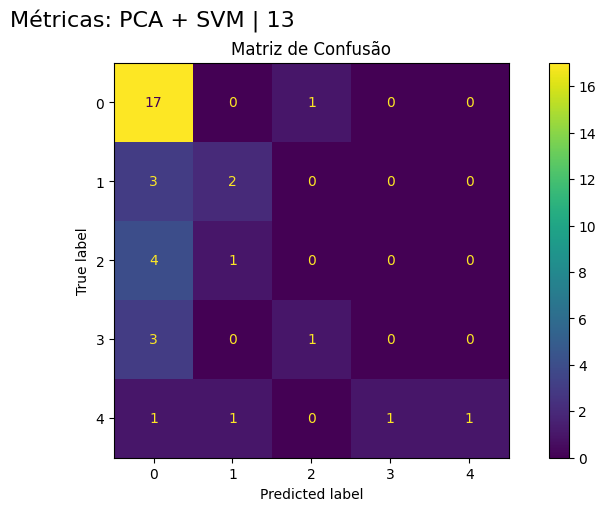 Métricas: PCA + SVM | 13
Matriz de Confusão
True label
0 17 0 1 0 0
1 3 2 0 0 0
2 4 1 0 0 0
3 3 0 1 0 0
4 1 1 0 1 1
0 1 2 3 4
Predicted label
16
14
12
10
8
6
4
2
0